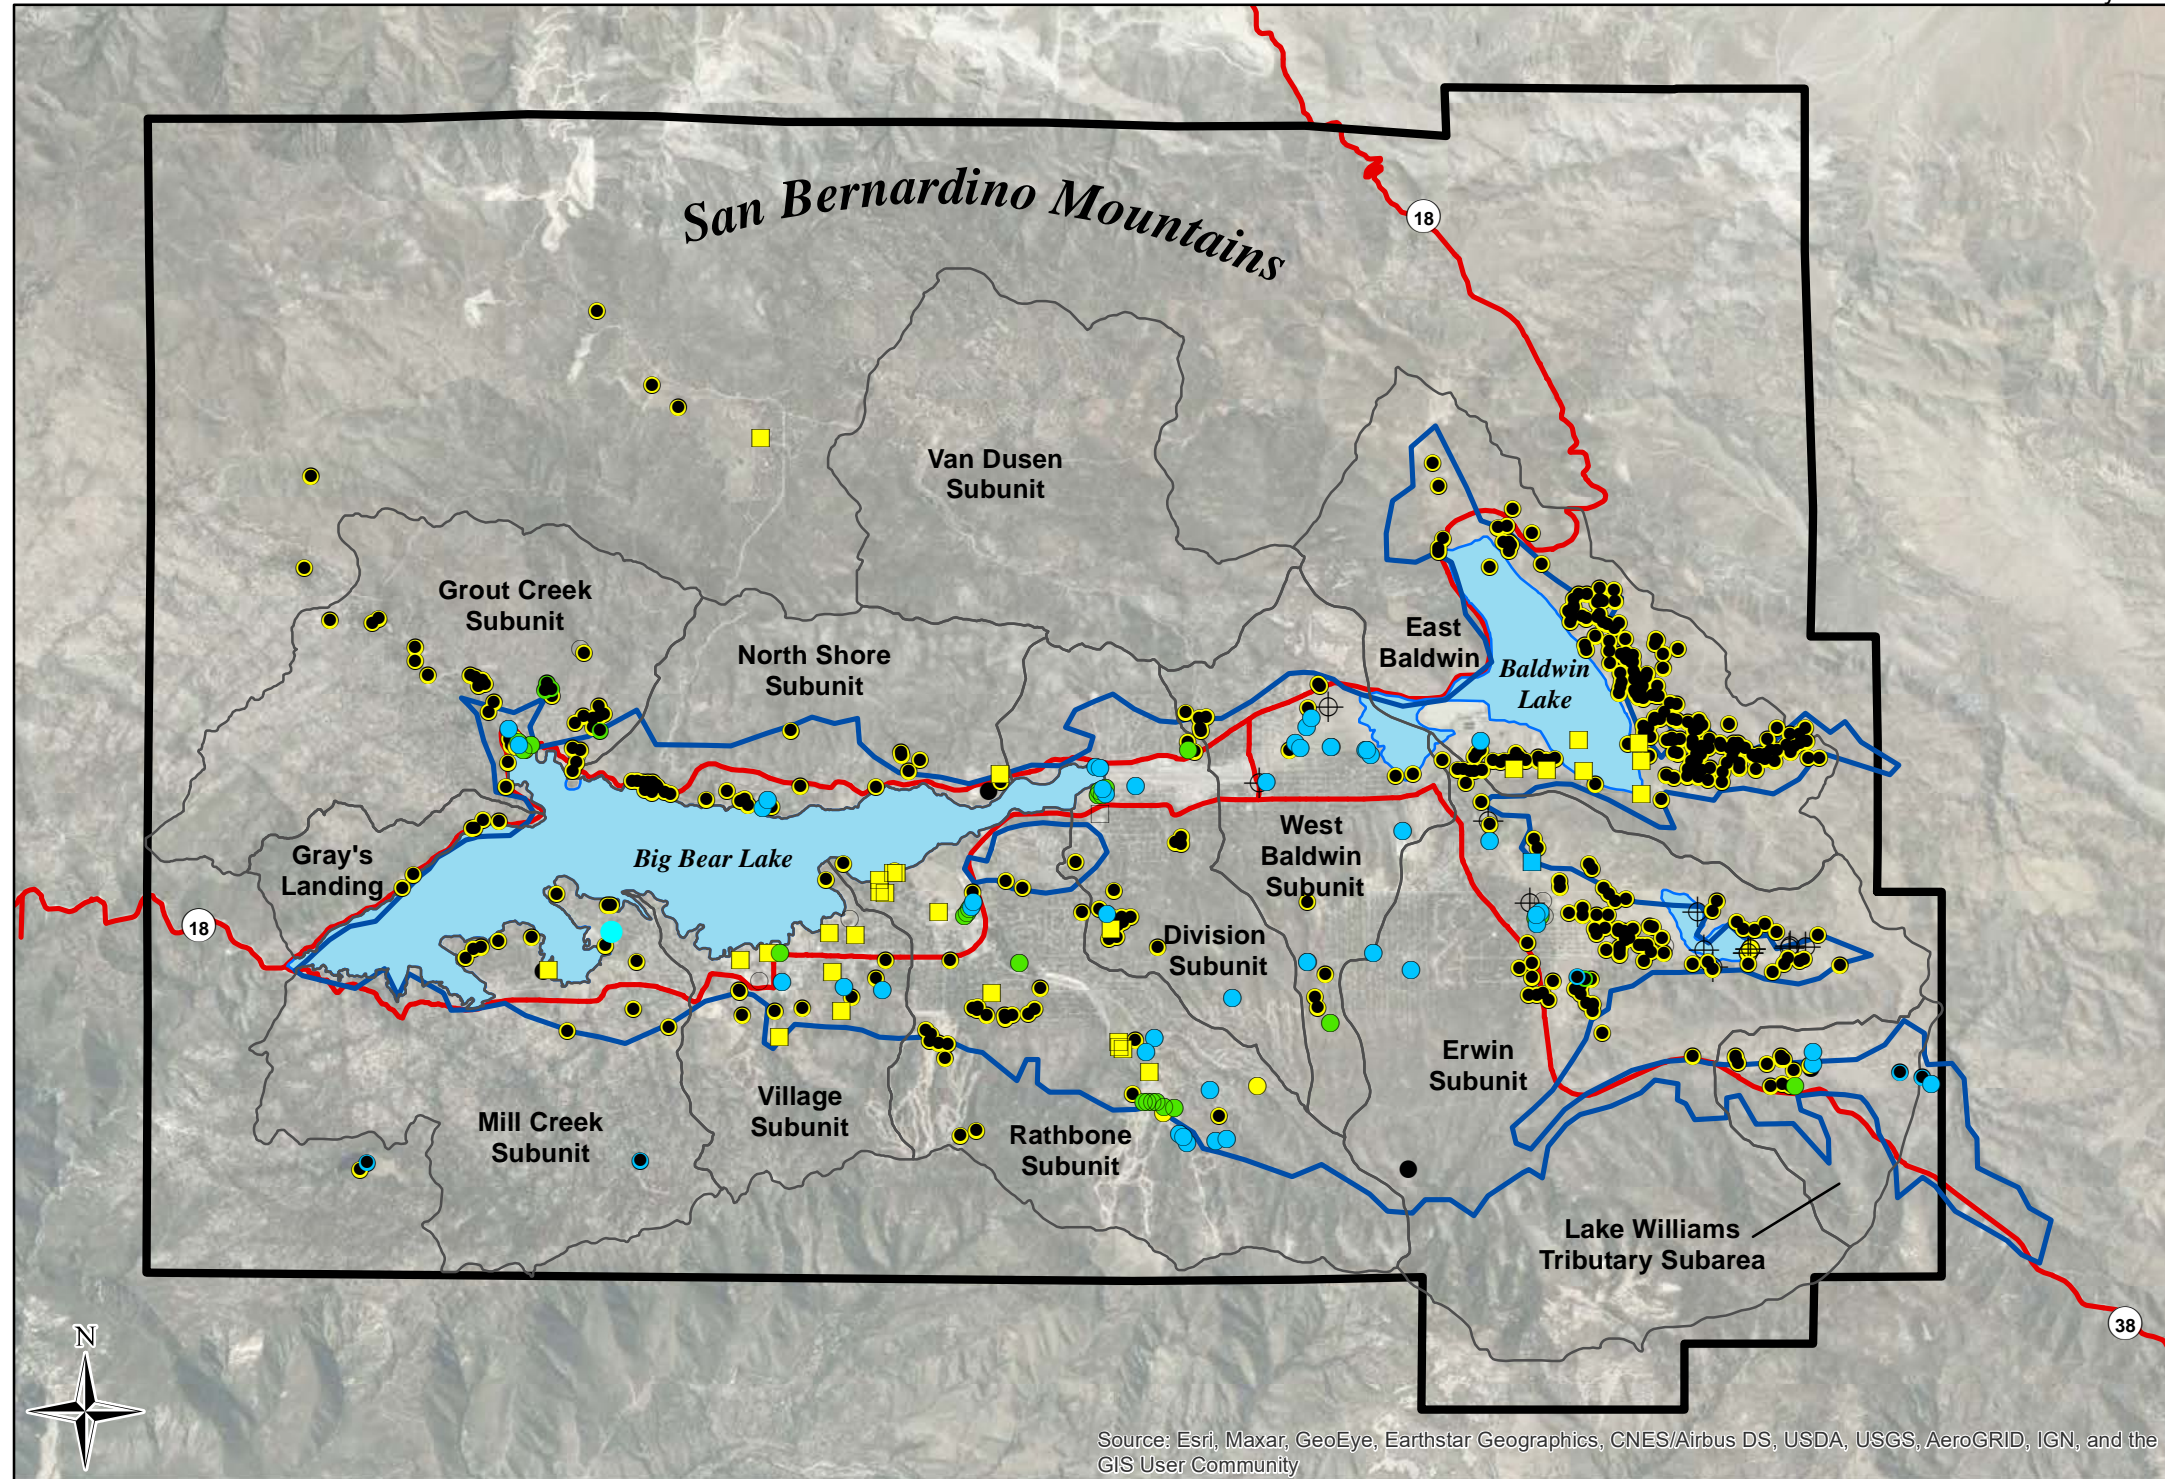 San Bernardino Mountains
18
Van Dusen
Subunit
Grout Creek
Subunit
North Shore
Subunit
East
Baldwin
Baldwin
Lake
Gray's
Landing
Big Bear Lake
West
Baldwin
Subunit
18
Division
Subunit
Erwin
Subunit
Village
Subunit
Mill Creek
Subunit
Rathbone
Subunit
Lake Williams
Tributary Subarea
38
N
Source: Esri, Maxar, GeoEye, Earthstar Geographics, CNES/Airbus DS, USDA, USGS, AeroGRID, IGN, and the
GIS User Community